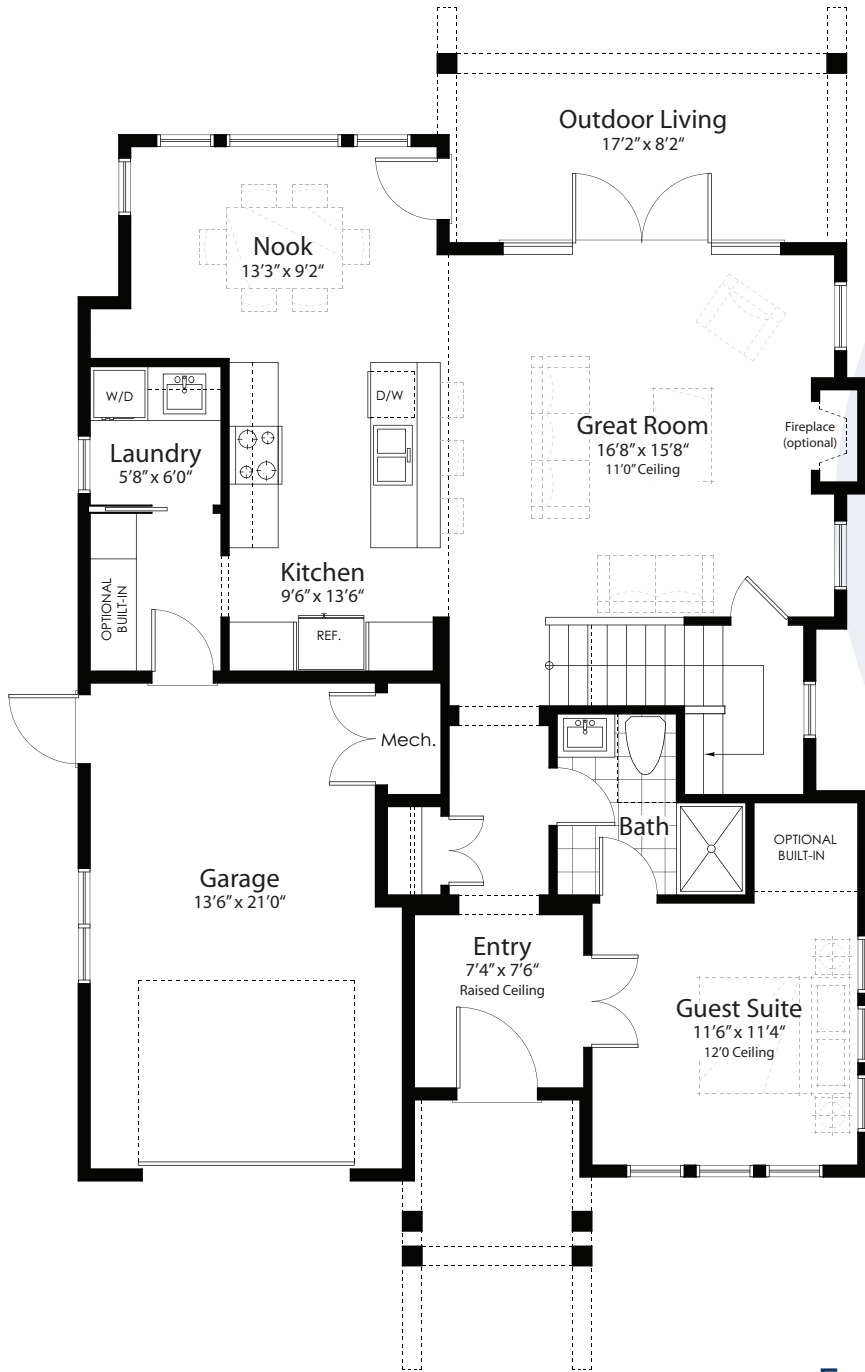 Outdoor Living
17'2” x 8'2“
Nook
13'3” x 9'2“
W/D
D/W
Great Room
16'8” x 15'8“
11'0” Ceiling
Fireplace
(optional)
Laundry
5'8” x 6'0“
Kitchen
9'6” x 13'6“
OPTIONAL
BUILT-IN
REF.
Mech.
Bath
OPTIONAL
BUILT-IN
Garage
13'6” x 21'0“
Entry
7'4” x 7'6“
Raised Ceiling
Guest Suite
11'6” x 11'4“
12'0 Ceiling